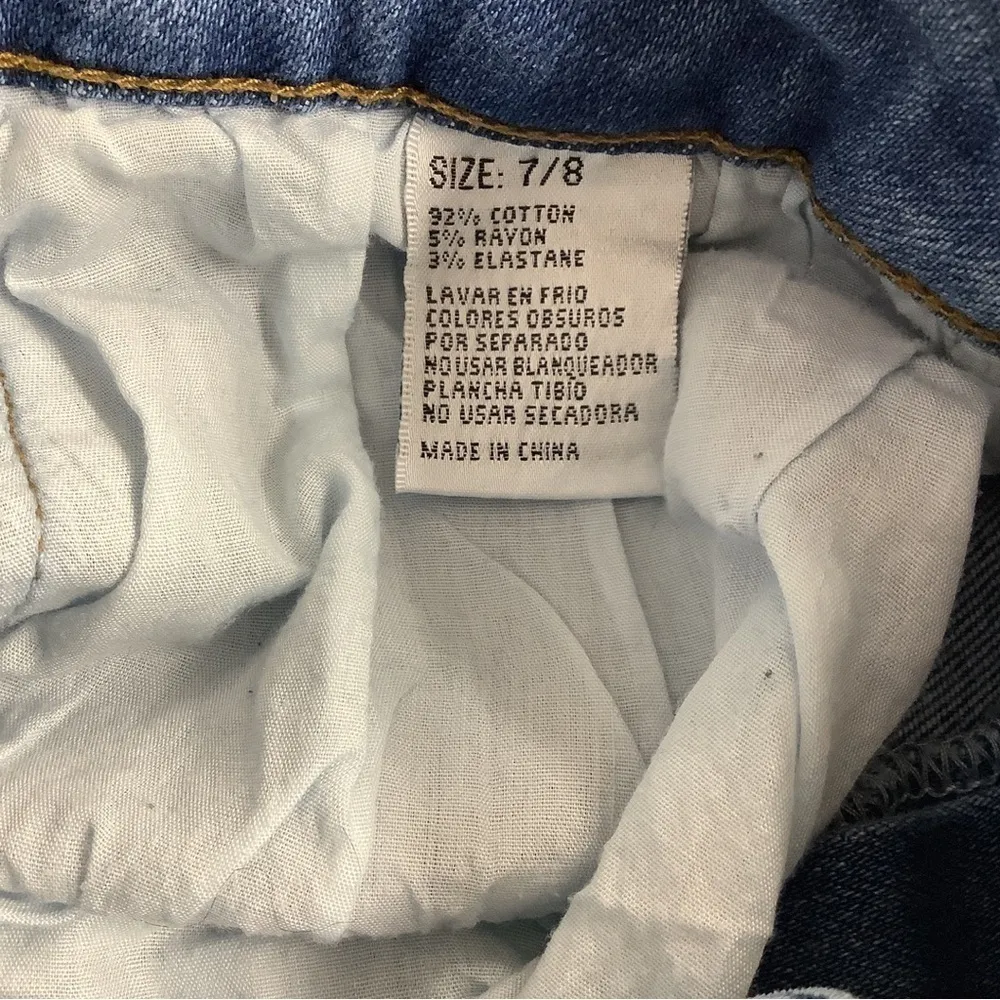 SIZE: 7/8
92% COTTON
5% RAYON
3% ELASTANE
LAVAR EN FRIO
COLORES OBSUROS
POR SEPARADO
NO USAR BLANQUEADOR
PLANCHA TIBIO
NO USAR SECADORA
MADE IN CHINA